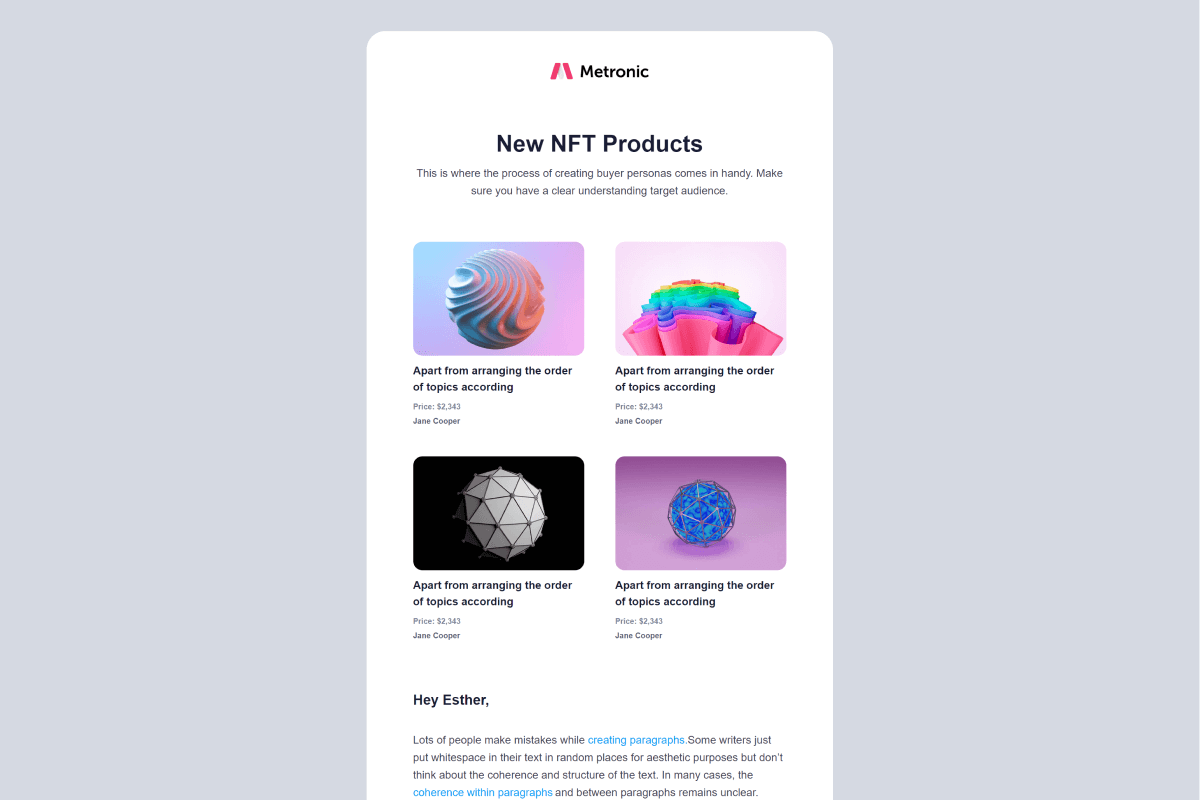 Metronic
New NFT Products
This is where the process of creating buyer personas comes in handy. Make
sure you have a clear understanding target audience.
Apart from arranging the order
of topics according
Price: $2,343
Jane Cooper
Apart from arranging the order
of topics according
Price: $2,343
Jane Cooper
Apart from arranging the order
of topics according
Price: $2,343
Jane Cooper
Apart from arranging the order
of topics according
Price: $2,343
Jane Cooper
Hey Esther,
Lots of people make mistakes while creating paragraphs.Some writers just
put whitespace in their text in random places for aesthetic purposes but don't
think about the coherence and structure of the text. In many cases, the
coherence within paragraphs and between paragraphs remains unclear.